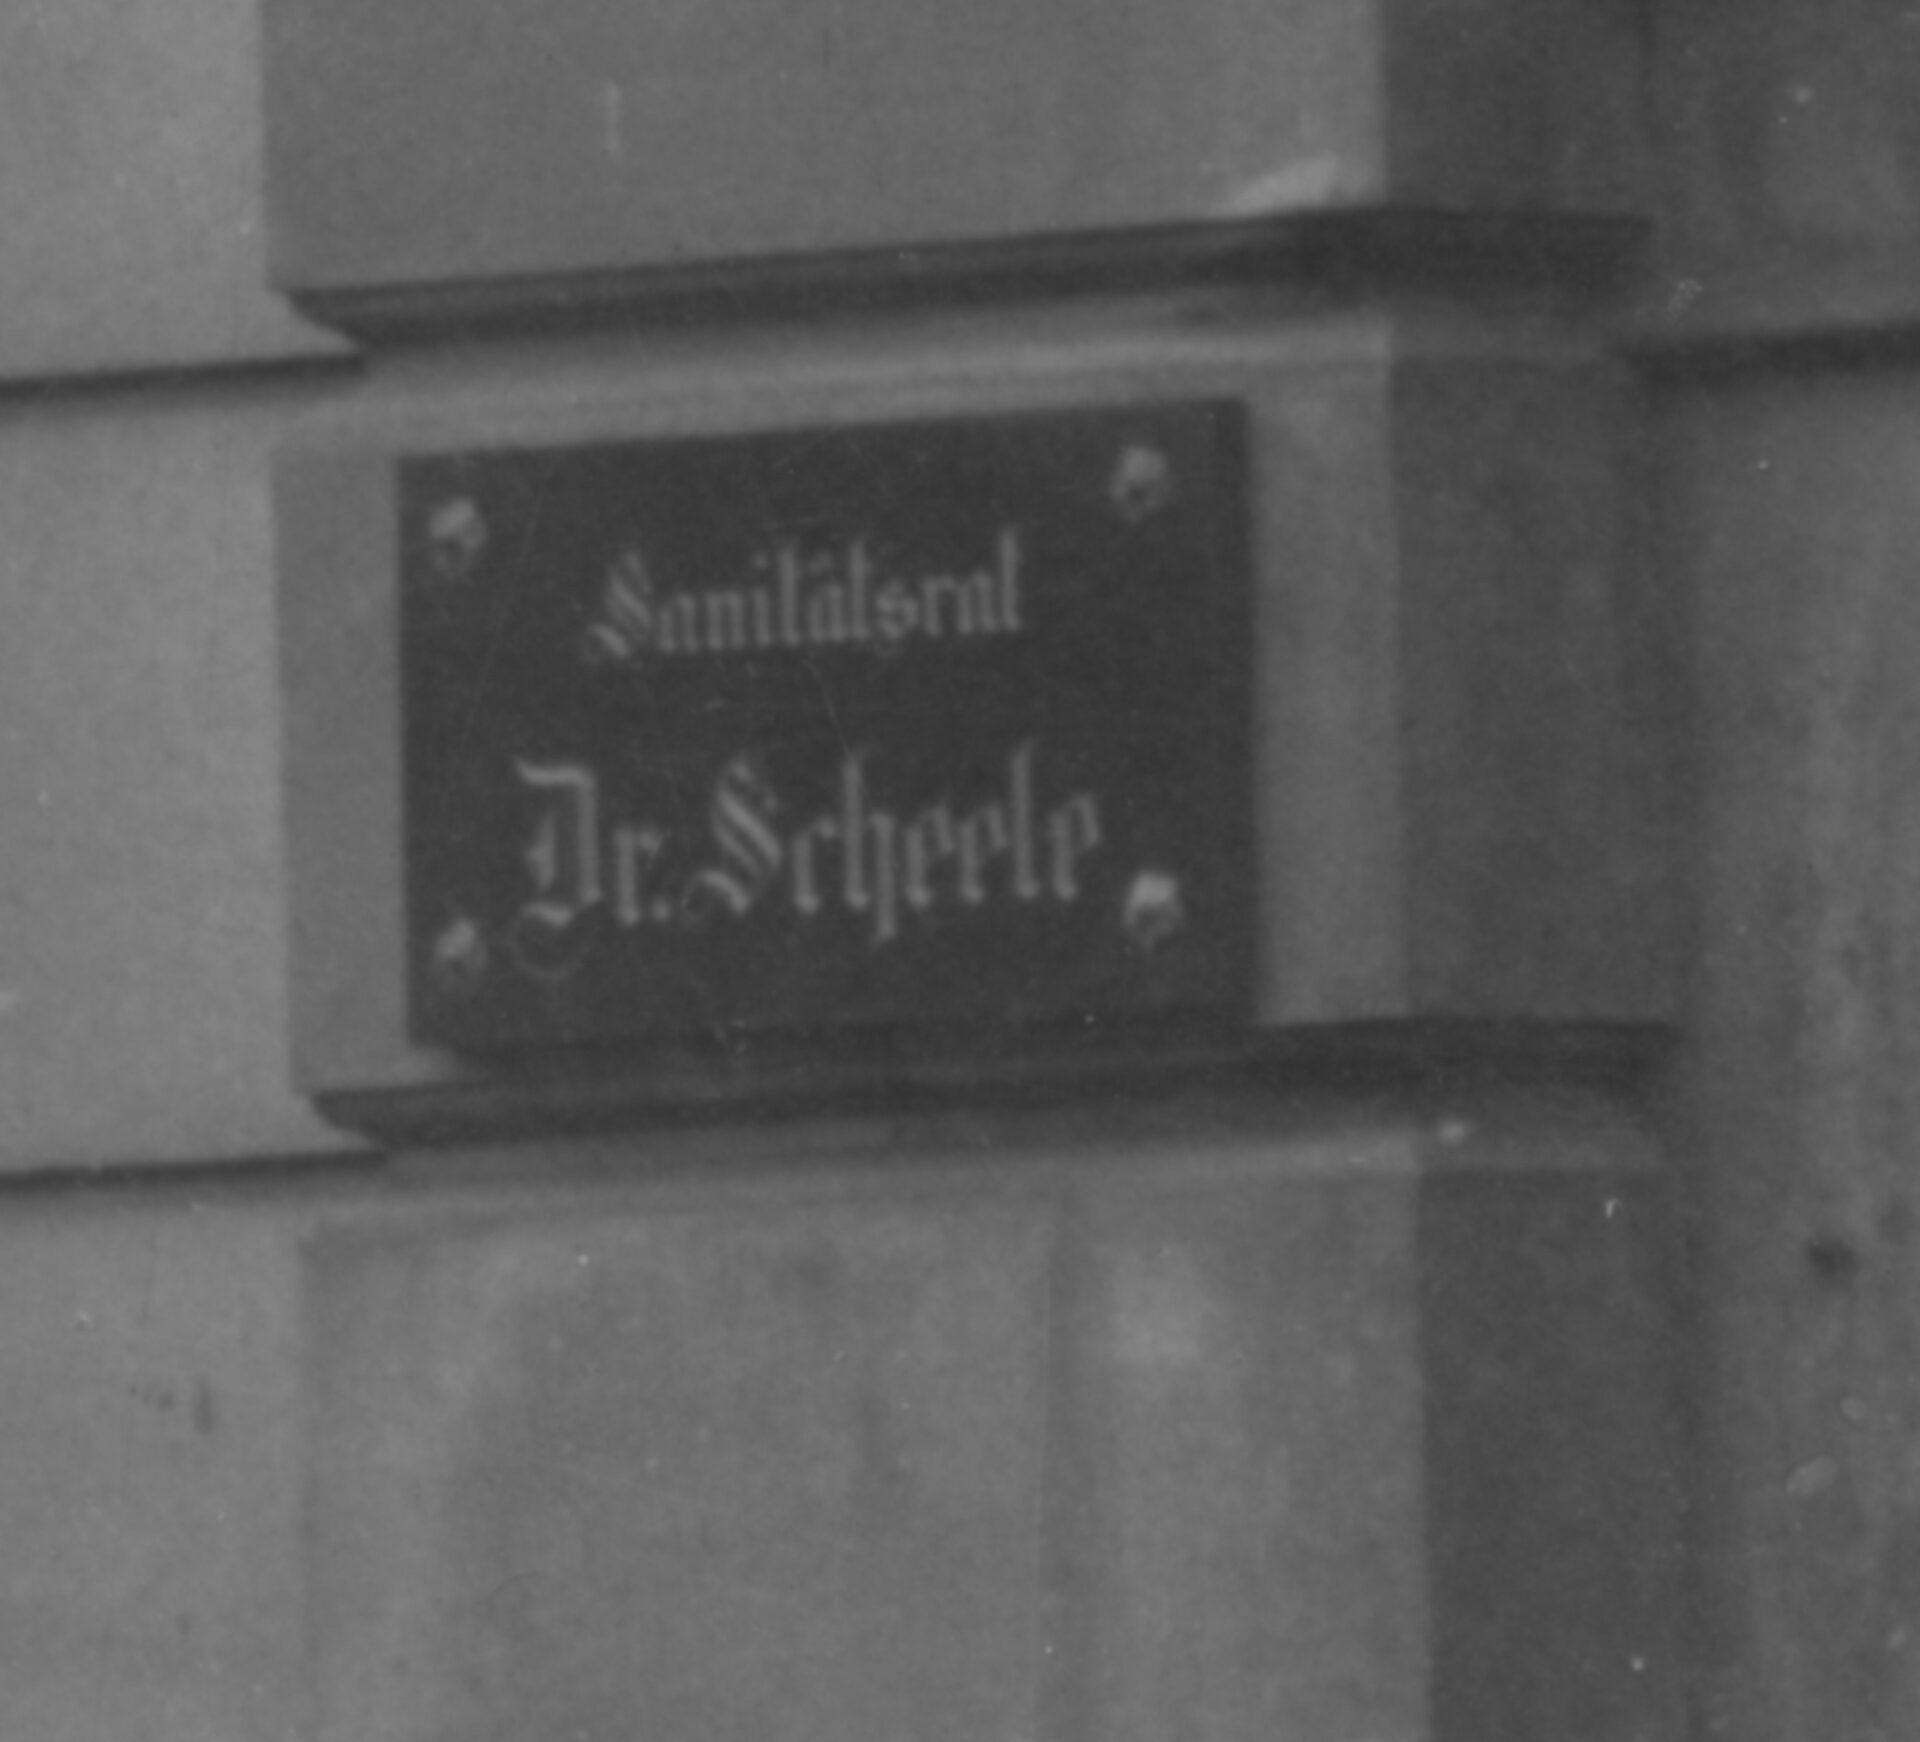 Sanitätsrat
Dr. Scheele